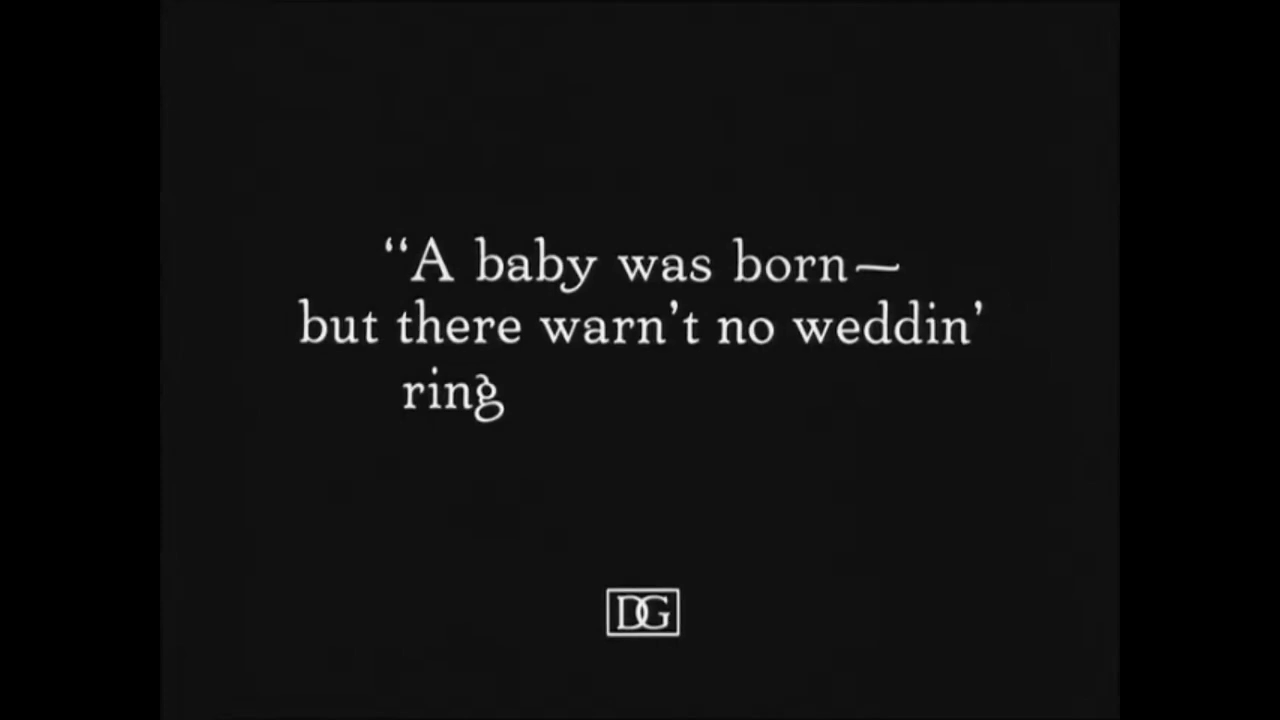 “A baby was born—
but there warn’t no weddin’
ring
DG